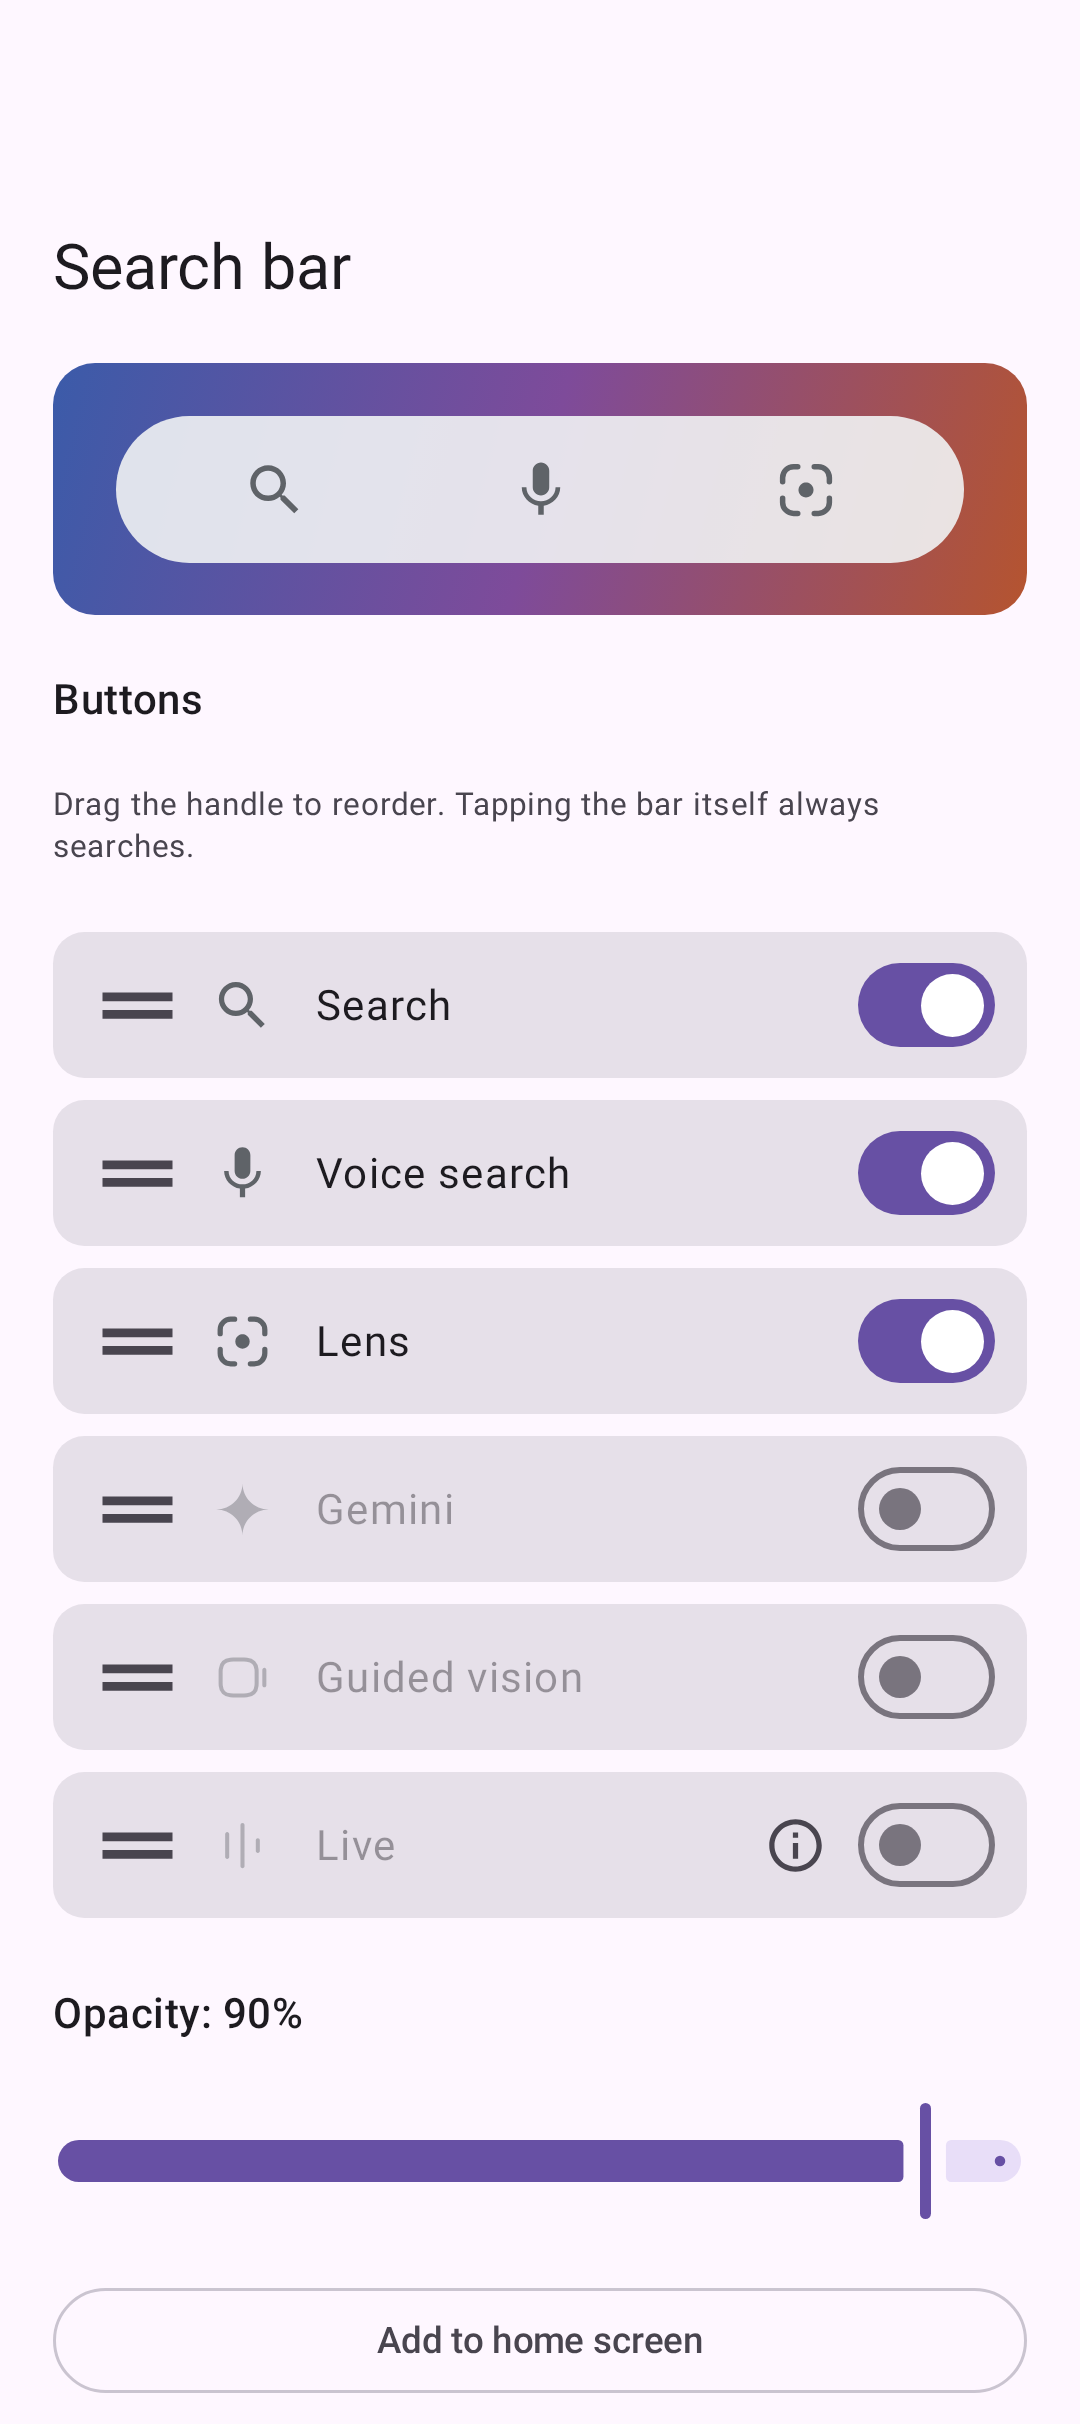 Search bar
Buttons
Drag the handle to reorder. Tapping the bar itself always
searches.
Search
Voice search
Lens
Gemini
Guided vision
Live
Opacity: 90%
Add to home screen